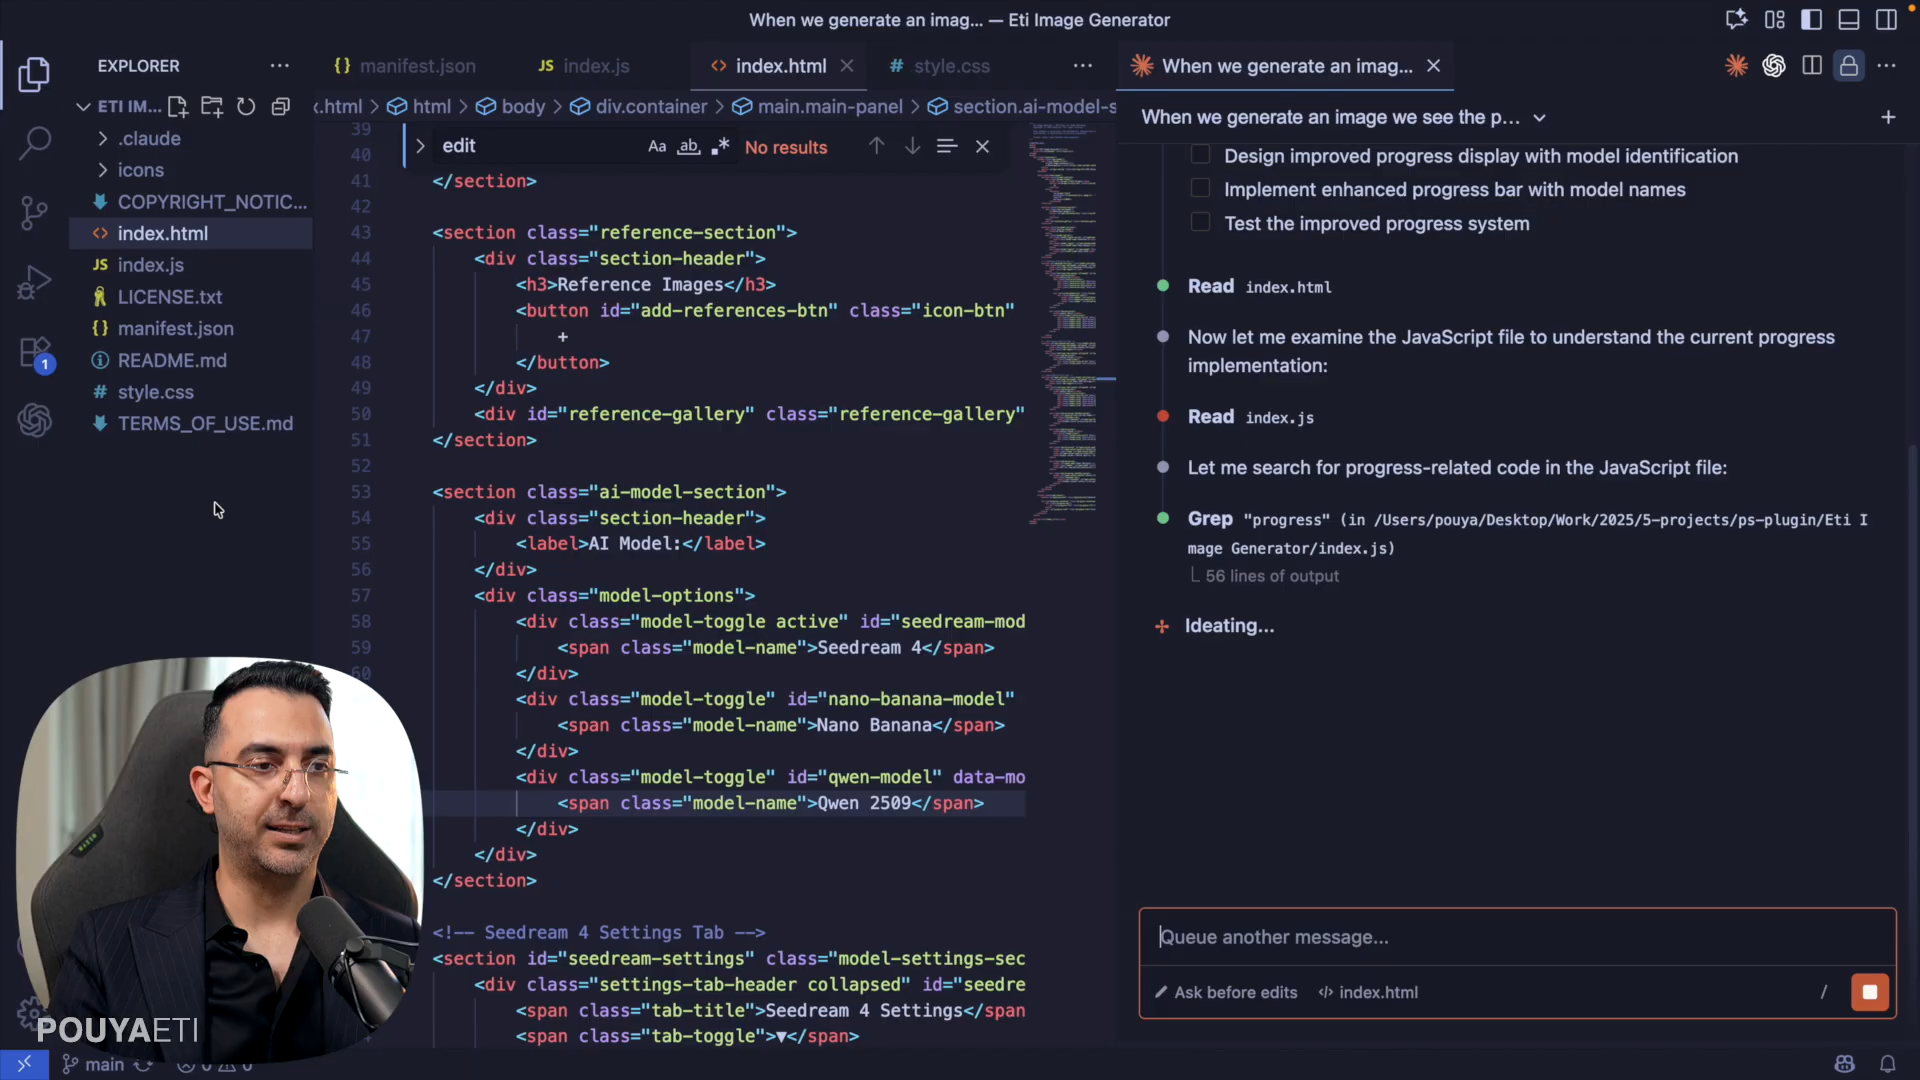 When we generate an imag... — Eti Image Generator
EXPLORER
ETI IM...
.claude
icons
COPYRIGHT_NOTIC...
<> index.html
JS index.js
LICENSE.txt
{} manifest.json
README.md
# style.css
TERMS_OF_USE.md
1
{} manifest.json
JS index.js
<> index.html
# style.css
x.html > html > body > div.container > main.main-panel > section.ai-model-s
edit
Aa ab .* No results
39
40
41 </section>
42
43 <section class="reference-section">
44 <div class="section-header">
45 <h3>Reference Images</h3>
46 <button id="add-references-btn" class="icon-btn"
47 +
48 </button>
49 </div>
50 <div id="reference-gallery" class="reference-gallery"
51 </section>
52
53 <section class="ai-model-section">
54 <div class="section-header">
55 <label>AI Model:</label>
56 </div>
57 <div class="model-options">
58 <div class="model-toggle active" id="seedream-mod
59 <span class="model-name">Seedream 4</span>
60 </div>
<div class="model-toggle" id="nano-banana-model"
<span class="model-name">Nano Banana</span>
</div>
<div class="model-toggle" id="qwen-model" data-mo
<span class="model-name">Qwen 2509</span>
</div>
</div>
</section>
<!-- Seedream 4 Settings Tab -->
<section id="seedream-settings" class="model-settings-sec
<div class="settings-tab-header collapsed" id="seedre
<span class="tab-title">Seedream 4 Settings</span
<span class="tab-toggle">▼</span>
When we generate an imag...
When we generate an image we see the p...
Design improved progress display with model identification
Implement enhanced progress bar with model names
Test the improved progress system
Read index.html
Now let me examine the JavaScript file to understand the current progress
implementation:
Read index.js
Let me search for progress-related code in the JavaScript file:
Grep "progress" (in /Users/pouya/Desktop/Work/2025/5-projects/ps-plugin/Eti I
mage Generator/index.js)
56 lines of output
Ideating...
Queue another message...
Ask before edits </> index.html /
POUYAETI
main